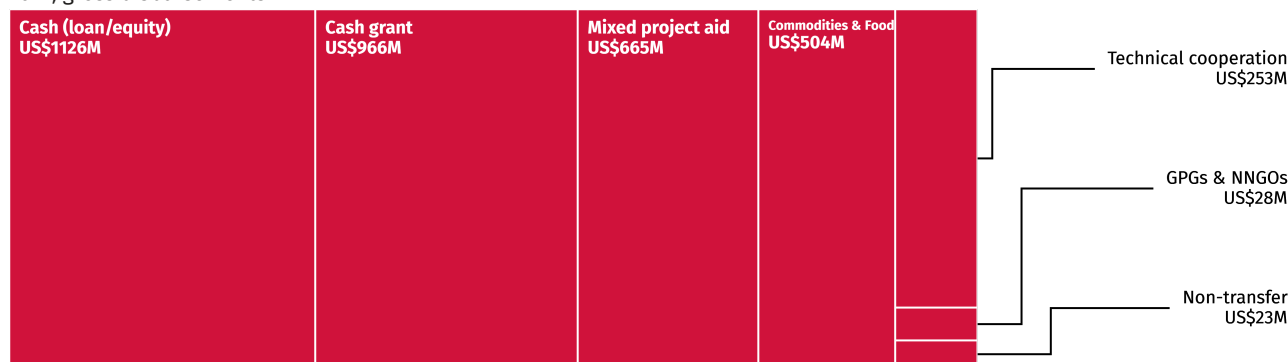 Cash (loan/equity)
US$1126M
Cash grant
US$966M
Mixed project aid
US$665M
Commodities & Food
US$504M
Technical cooperation
US$253M
GPGs & NNGOs
US$28M
Non-transfer
US$23M